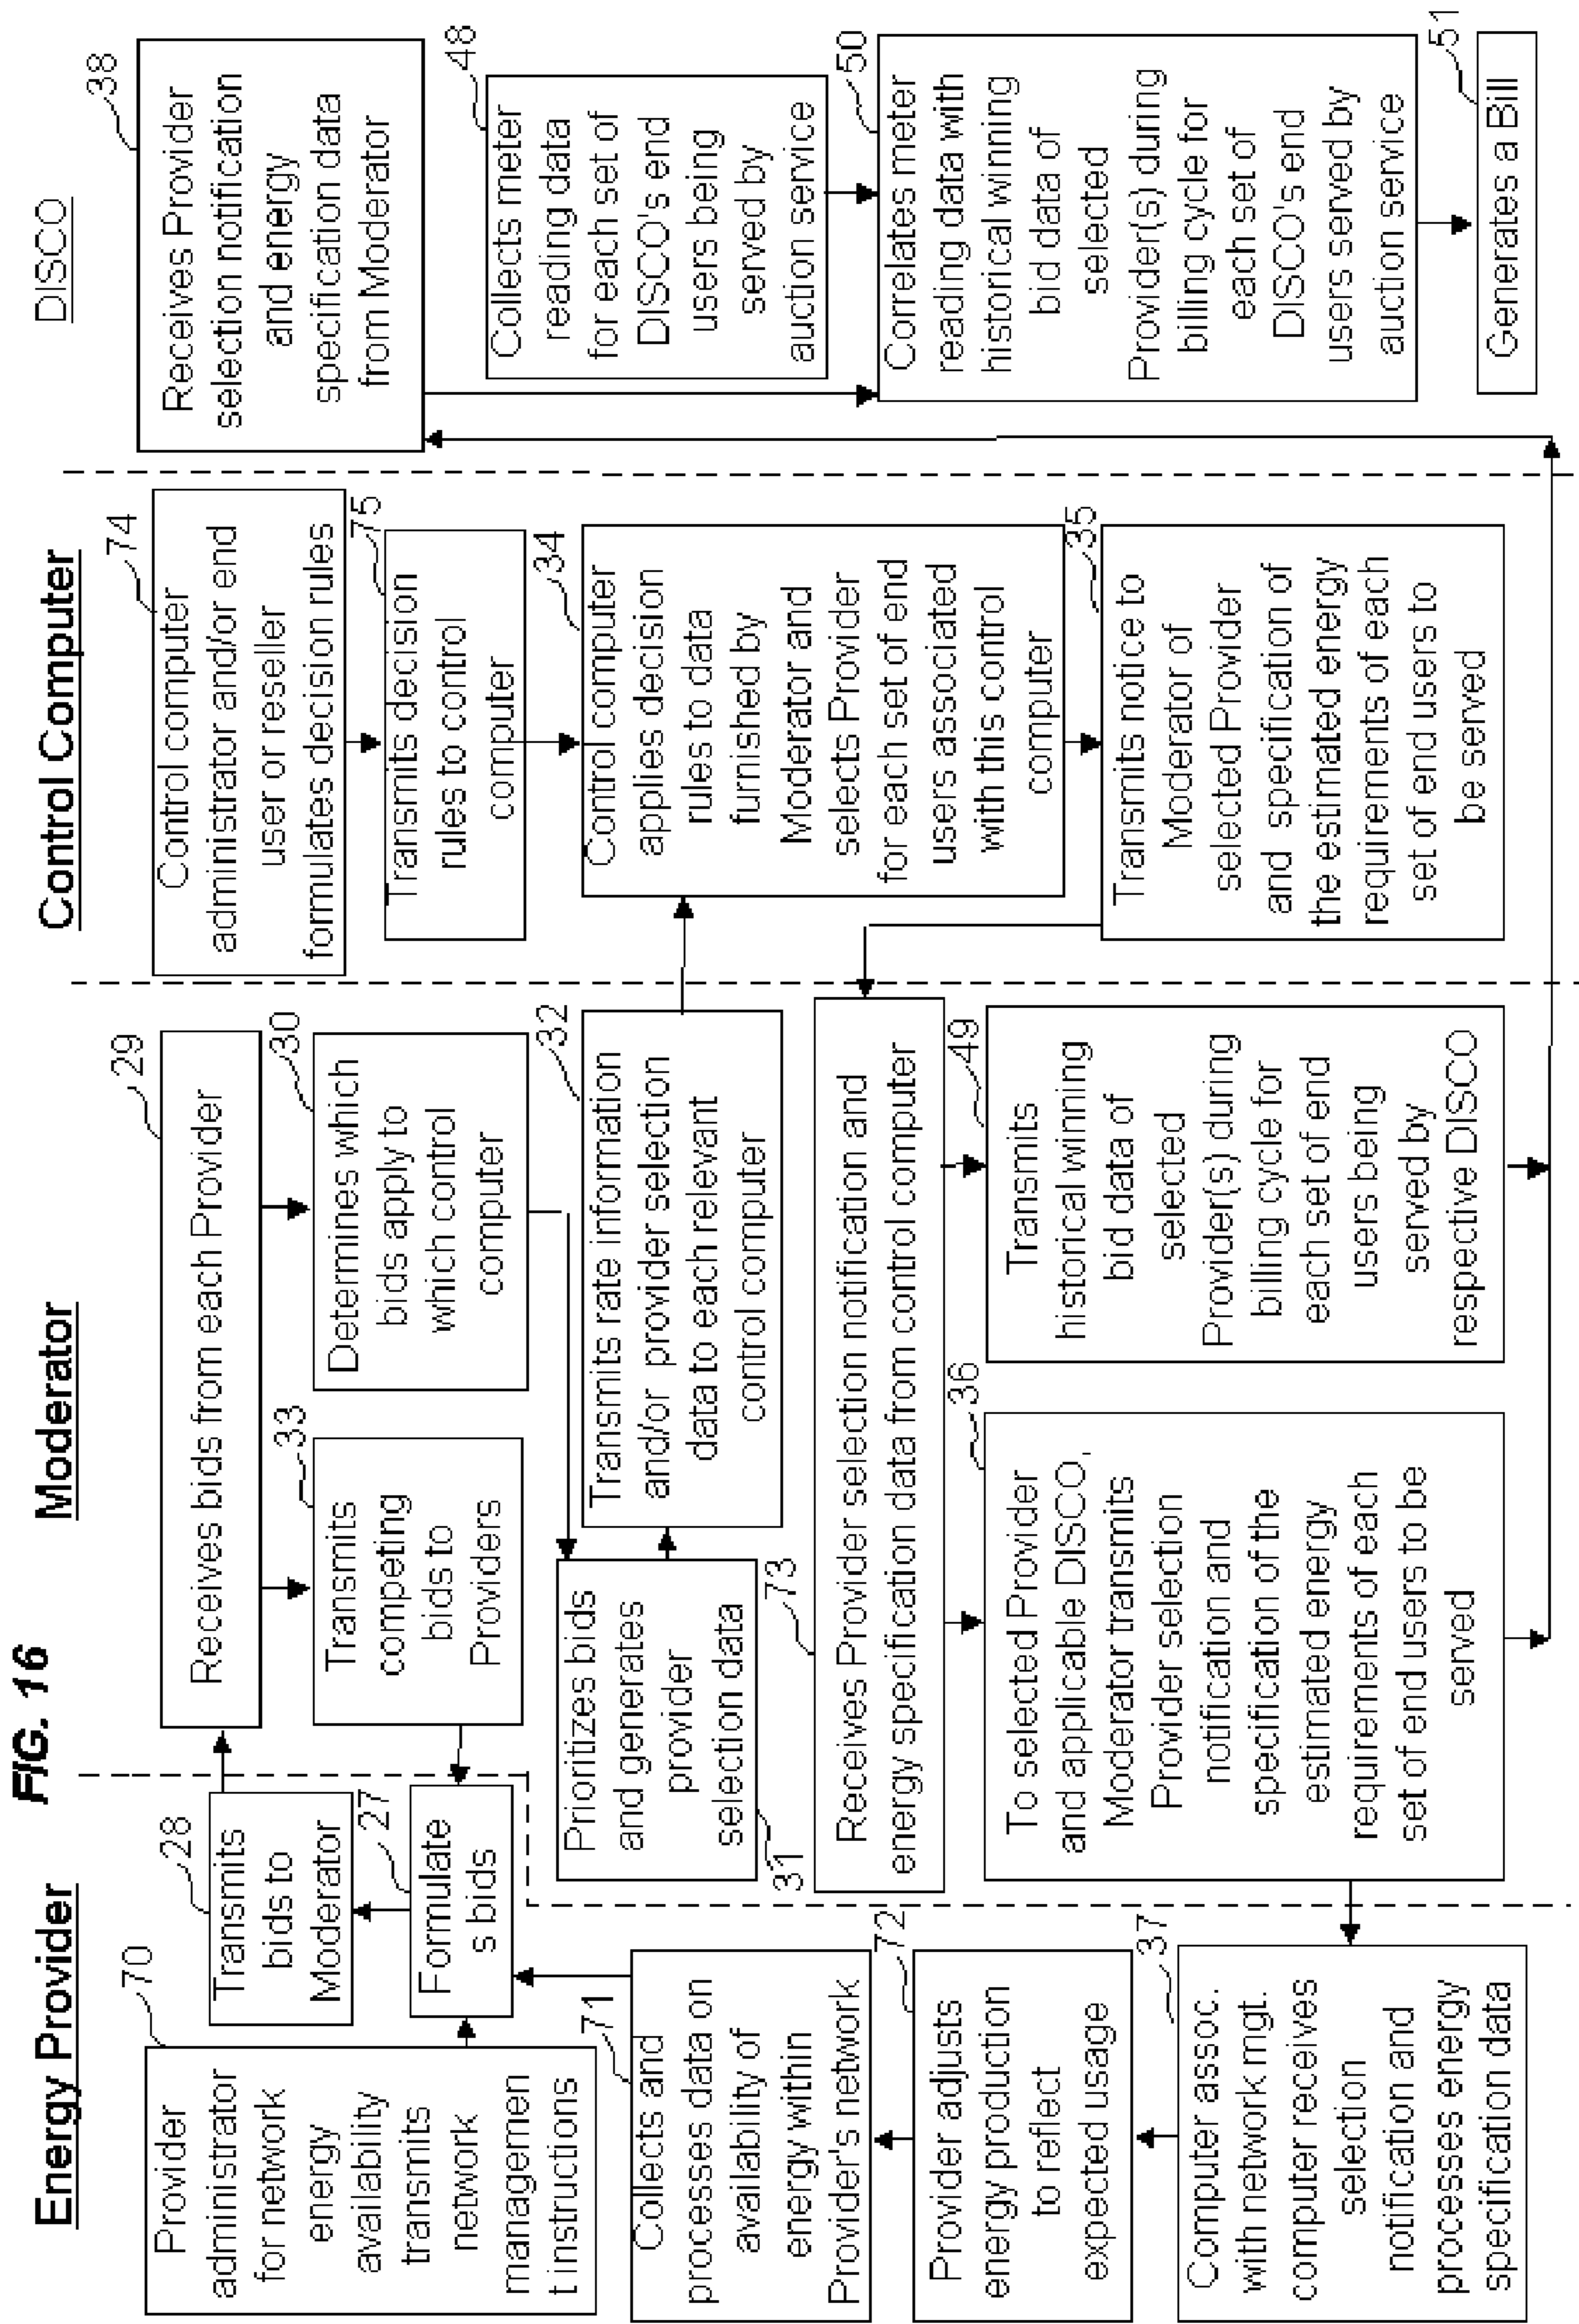 FIG. 16
Energy Provider
Moderator
Control Computer
DISCO
70
Provider
administrator
for network
energy
availability
transmits
network
managemen
t instructions
28
Transmits
bids to
Moderator
27
Formulate
s bids
71
Collects and
processes data on
availability of
energy within
Provider's network
72
Provider adjusts
energy production
to reflect
expected usage
37
Computer assoc.
with network mgt.
computer receives
selection
notification and
processes energy
specification data
29
Receives bids from each Provider
33
Transmits
competing
bids to
Providers
30
Determines which
bids apply to
which control
computer
Prioritizes bids
and generates
provider
selection data
31
32
Transmits rate information
and/or provider selection
data to each relevant
control computer
73
Receives Provider selection notification and
energy specification data from control computer
36
To selected Provider
and applicable DISCO,
Moderator transmits
Provider selection
notification and
specification of the
estimated energy
requirements of each
set of end users to be
served
49
Transmits
historical winning
bid data of
selected
Provider(s) during
billing cycle for
each set of end
users being
served by
respective DISCO
74
Control computer
administrator and/or end
user or reseller
formulates decision rules
75
Transmits decision
rules to control
computer
34
Control computer
applies decision
rules to data
furnished by
Moderator and
selects Provider
for each set of end
users associated
with this control
computer
35
Transmits notice to
Moderator of
selected Provider
and specification of
the estimated energy
requirements of each
set of end users to
be served
38
Receives Provider
selection notification
and energy
specification data
from Moderator
48
Collects meter
reading data
for each set of
DISCO's end
users being
served by
auction service
50
Correlates meter
reading data with
historical winning
bid data of
selected
Provider(s) during
billing cycle for
each set of
DISCO's end
users served by
auction service
51
Generates a Bill